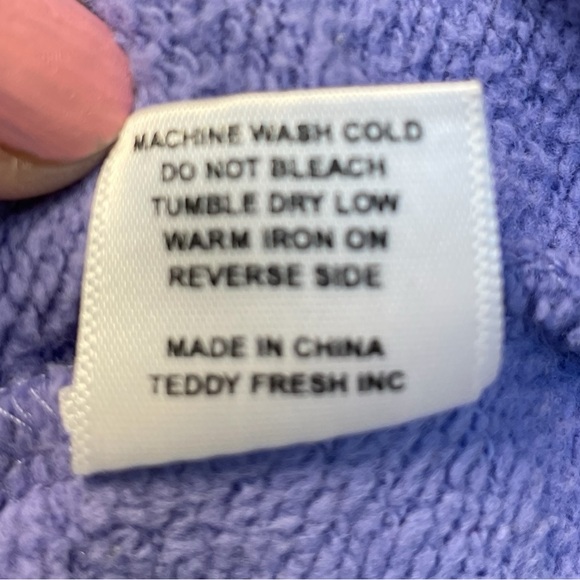 MACHINE WASH COLD
DO NOT BLEACH
TUMBLE DRY LOW
WARM IRON ON
REVERSE SIDE
MADE IN CHINA
TEDDY FRESH INC